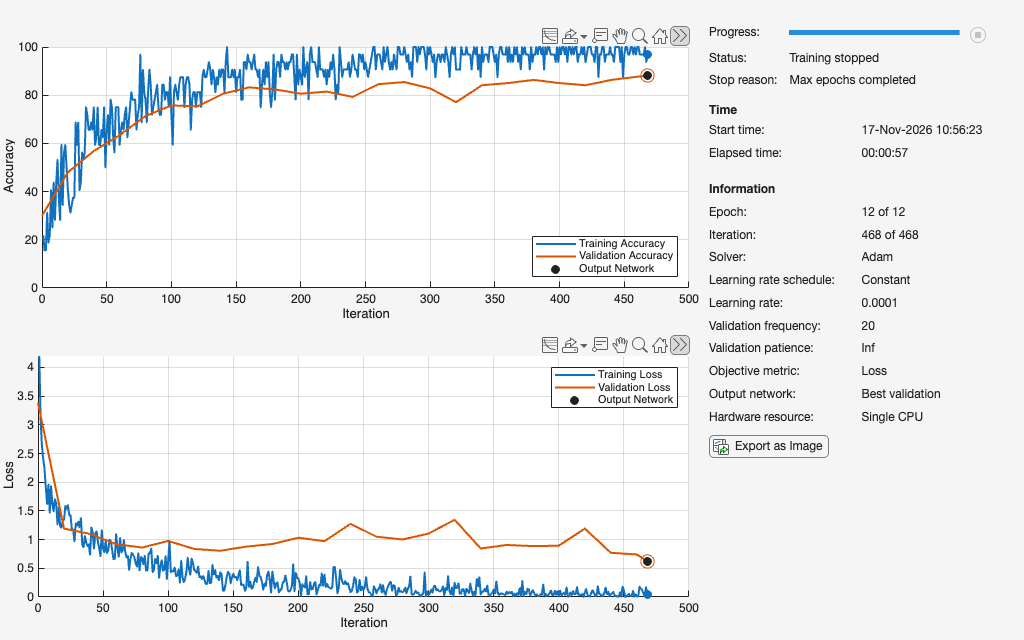 100
80
60
40
20
0
Accuracy
0 50 100 150 200 250 300 350 400 450 500
Iteration
Training Accuracy
Validation Accuracy
Output Network
4
3.5
3
2.5
2
1.5
1
0.5
0
Loss
0 50 100 150 200 250 300 350 400 450 500
Iteration
Training Loss
Validation Loss
Output Network
Progress:
Status: Training stopped
Stop reason: Max epochs completed
Time
Start time: 17-Nov-2026 10:56:23
Elapsed time: 00:00:57
Information
Epoch: 12 of 12
Iteration: 468 of 468
Solver: Adam
Learning rate schedule: Constant
Learning rate: 0.0001
Validation frequency: 20
Validation patience: Inf
Objective metric: Loss
Output network: Best validation
Hardware resource: Single CPU
Export as Image